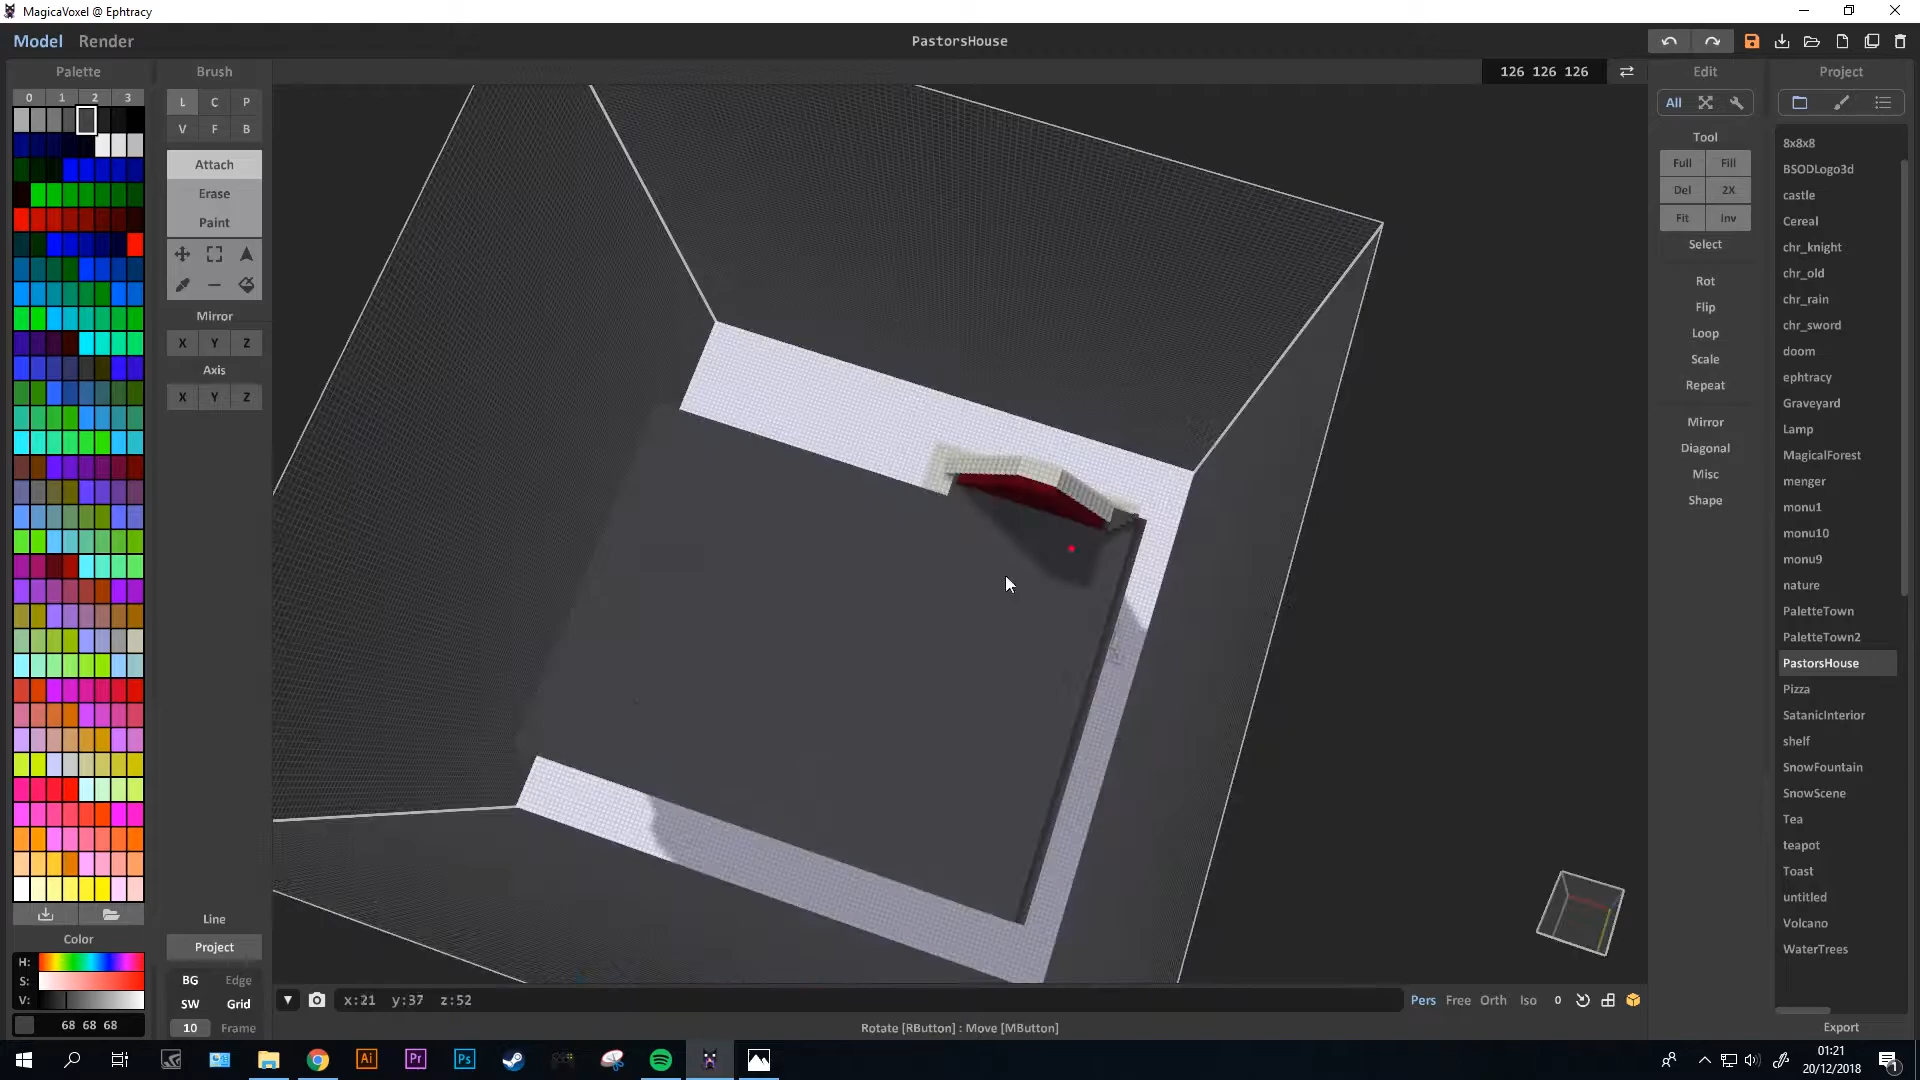 MagicaVoxel @ Ephtracy
Model Render
PastorsHouse
Palette
Brush
126 126 126
Edit
Project
0 1 2 3
L C P
V F B
Attach
Erase
Paint
Mirror
X Y Z
Axis
X Y Z
Line
Project
BG Edge
SW Grid
10 Frame
Color
H:
S:
V:
68 68 68
x:21 y:37 z:52
Pers Free Orth Iso 0
Rotate [RButton] : Move [MButton]
All
Tool
Full Fill
Del 2X
Fit Inv
Select
Rot
Flip
Loop
Scale
Repeat
Mirror
Diagonal
Misc
Shape
8x8x8
BSODLogo3d
castle
Cereal
chr_knight
chr_old
chr_rain
chr_sword
doom
ephtracy
Graveyard
Lamp
MagicalForest
menger
monu1
monu10
monu9
nature
PaletteTown
PaletteTown2
PastorsHouse
Pizza
SatanicInterior
shelf
SnowFountain
SnowScene
Tea
teapot
Toast
untitled
Volcano
WaterTrees
Export
Ai Pr Ps
01:21
20/12/2018
1